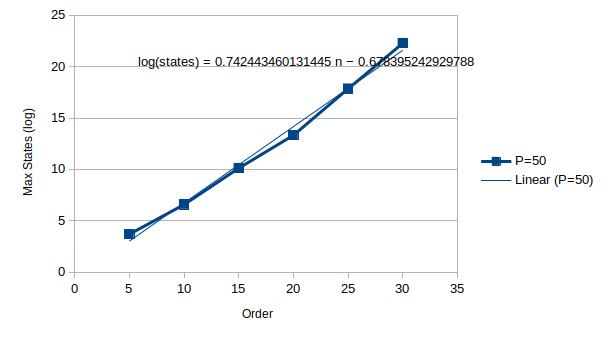 25
log(states) = 0.742443460131445 n − 0.678395242929788
20
15
10
5
0
Max States (log)
0 5 10 15 20 25 30 35
Order
P=50
Linear (P=50)